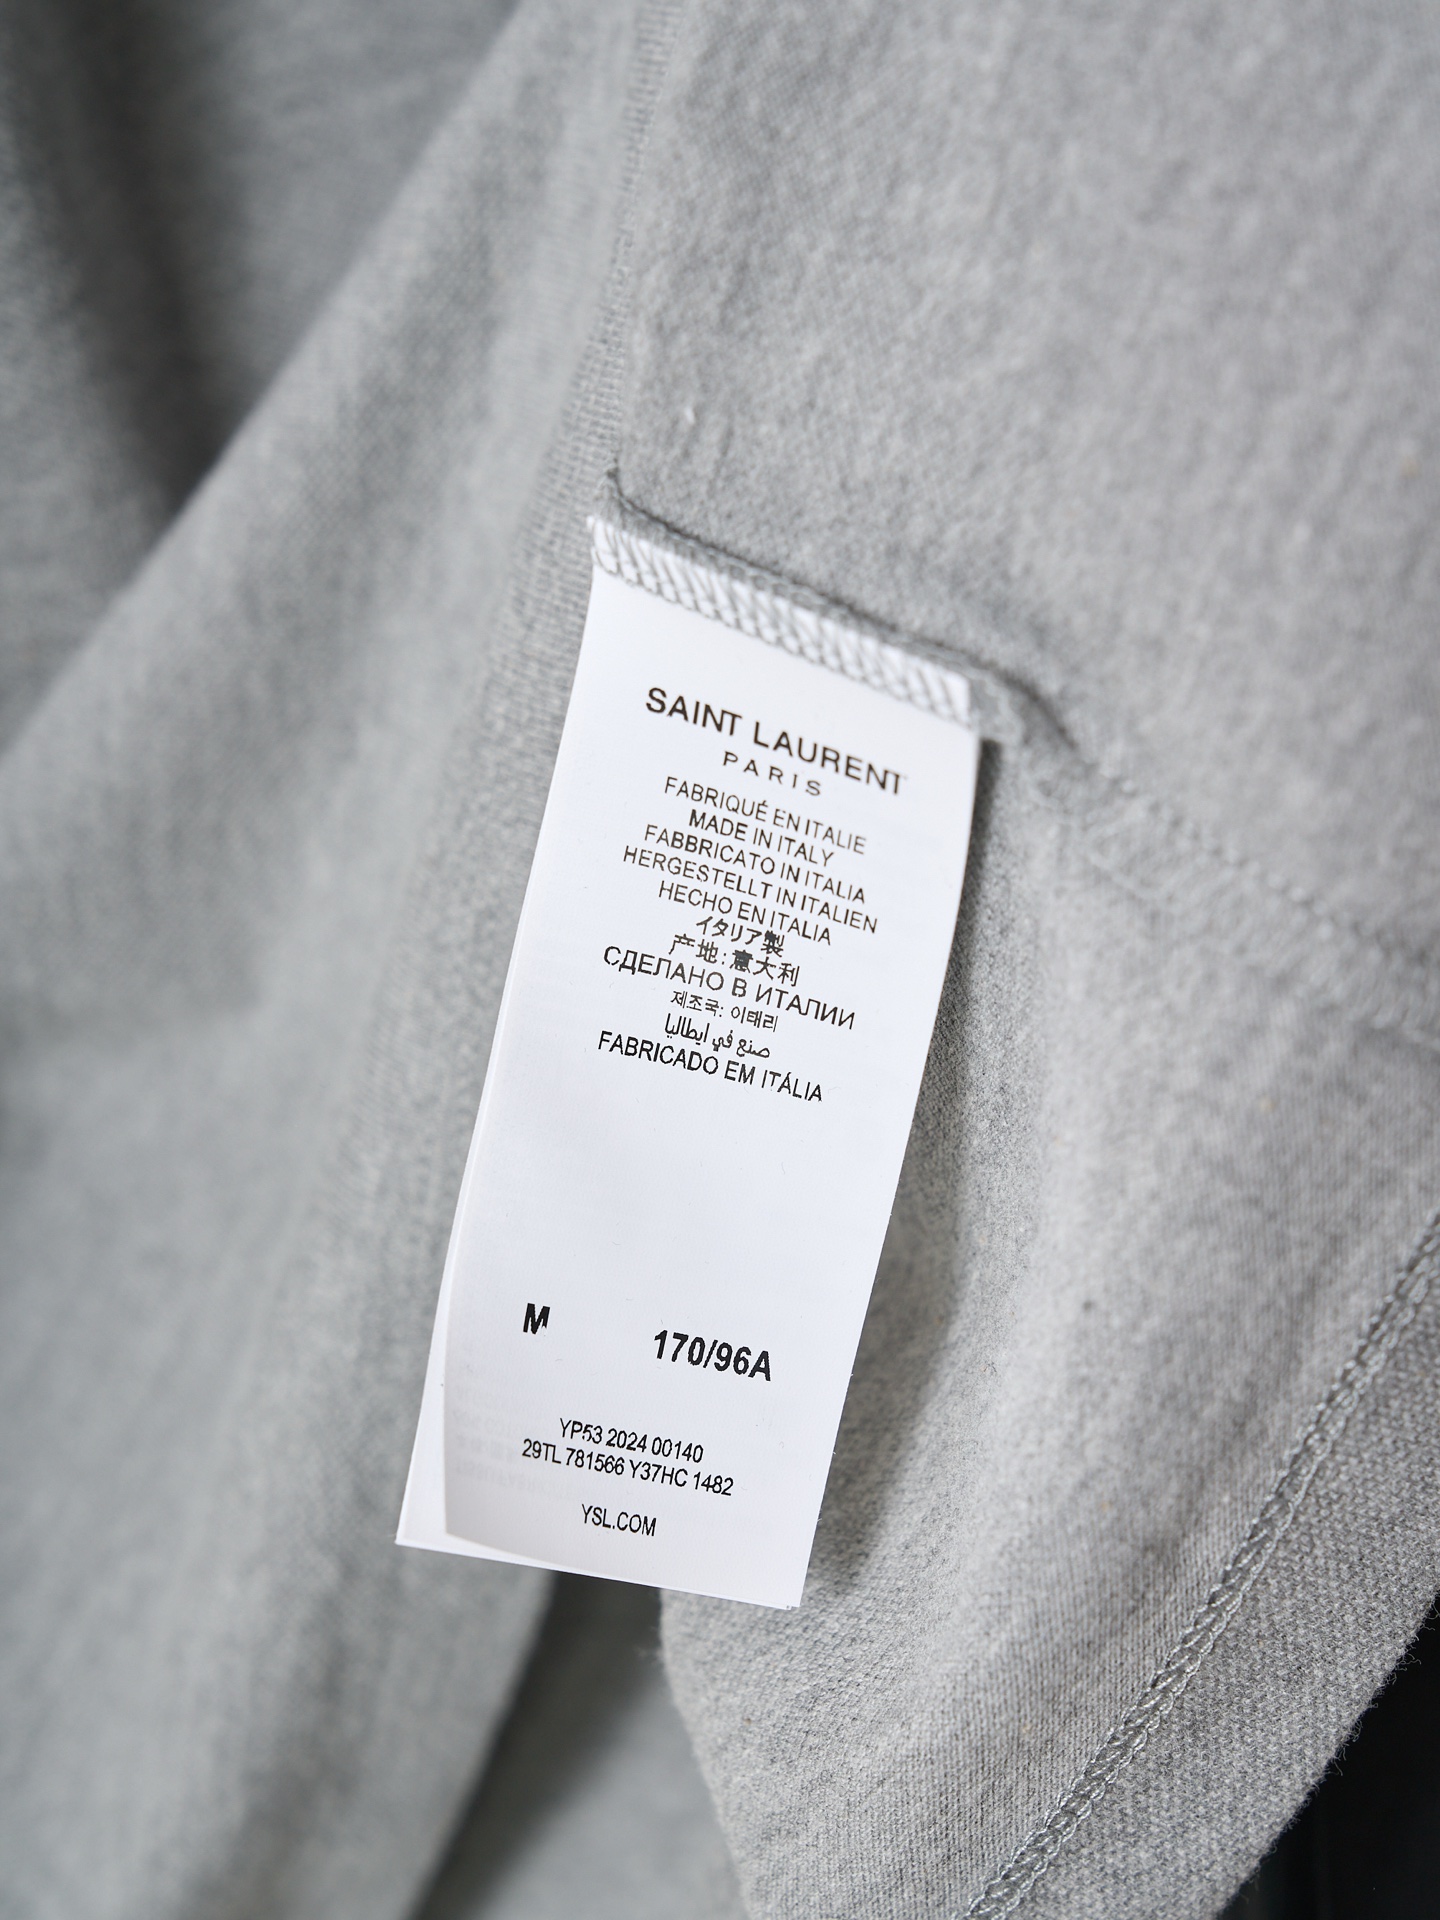 SAINT LAURENT
PARIS
FABRIQUÉ EN ITALIE
MADE IN ITALY
FABBRICATO IN ITALIA
HERGESTELLT IN ITALIEN
HECHO EN ITALIA
イタリア製
产地: 意大利
СДЕЛАНО В ИТАЛИИ
제조국: 이태리
صنع في ايطاليا
FABRICADO EM ITÁLIA
M 170/96A
YP53 2024 00140
29TL 781566 Y37HC 1482
YSL.COM